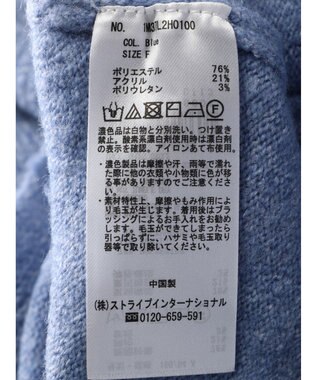 NO. IM37L2H0100
COL. Blue
SIZE F
ポリエステル 76%
アクリル 21%
ポリウレタン 3%
濃色品は白物と分別洗い。つけ置き
禁止。酸素系漂白剤使用時は漂白剤
の表示を確認。アイロンあて布使用。
・濃色製品は摩擦や汗、雨等で濡れ
た際に他の衣類や小物類に色が移る
事がありますのでご注意ください。
・素材特性上、摩擦やもみ作用によ
り毛玉が生じます。着用後はブラ
ッシングによるお手入れをお勧め
します。毛玉ができてしまったら
引っぱらずに、ハサミや毛玉取り
器等で取り除いてください。
中国製
(株)ストライプインターナショナル
0120-659-591